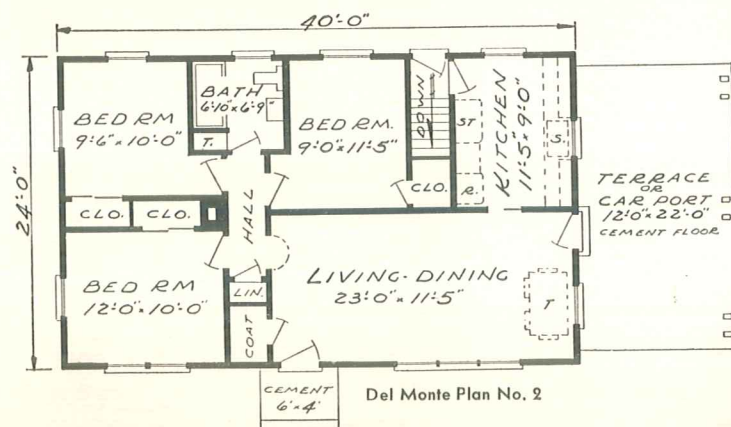 40'-0"
24'-0"
BED RM
9'-6" x 10'-0"
BATH
6'-10" x 6'-9"
T.
BED RM.
9'-0" x 11'-5"
DOWN
CLO.
ST
R.
KITCHEN
11'-5" x 9'-0"
S.
TERRACE
OR
CAR PORT
12'-0" x 22'-0"
CEMENT FLOOR
CLO.
CLO.
HALL
BED RM
12'-0" x 10'-0"
LIN.
COAT
LIVING-DINING
23'-0" x 11'-5"
T
CEMENT
6' x 4'
Del Monte Plan No. 2